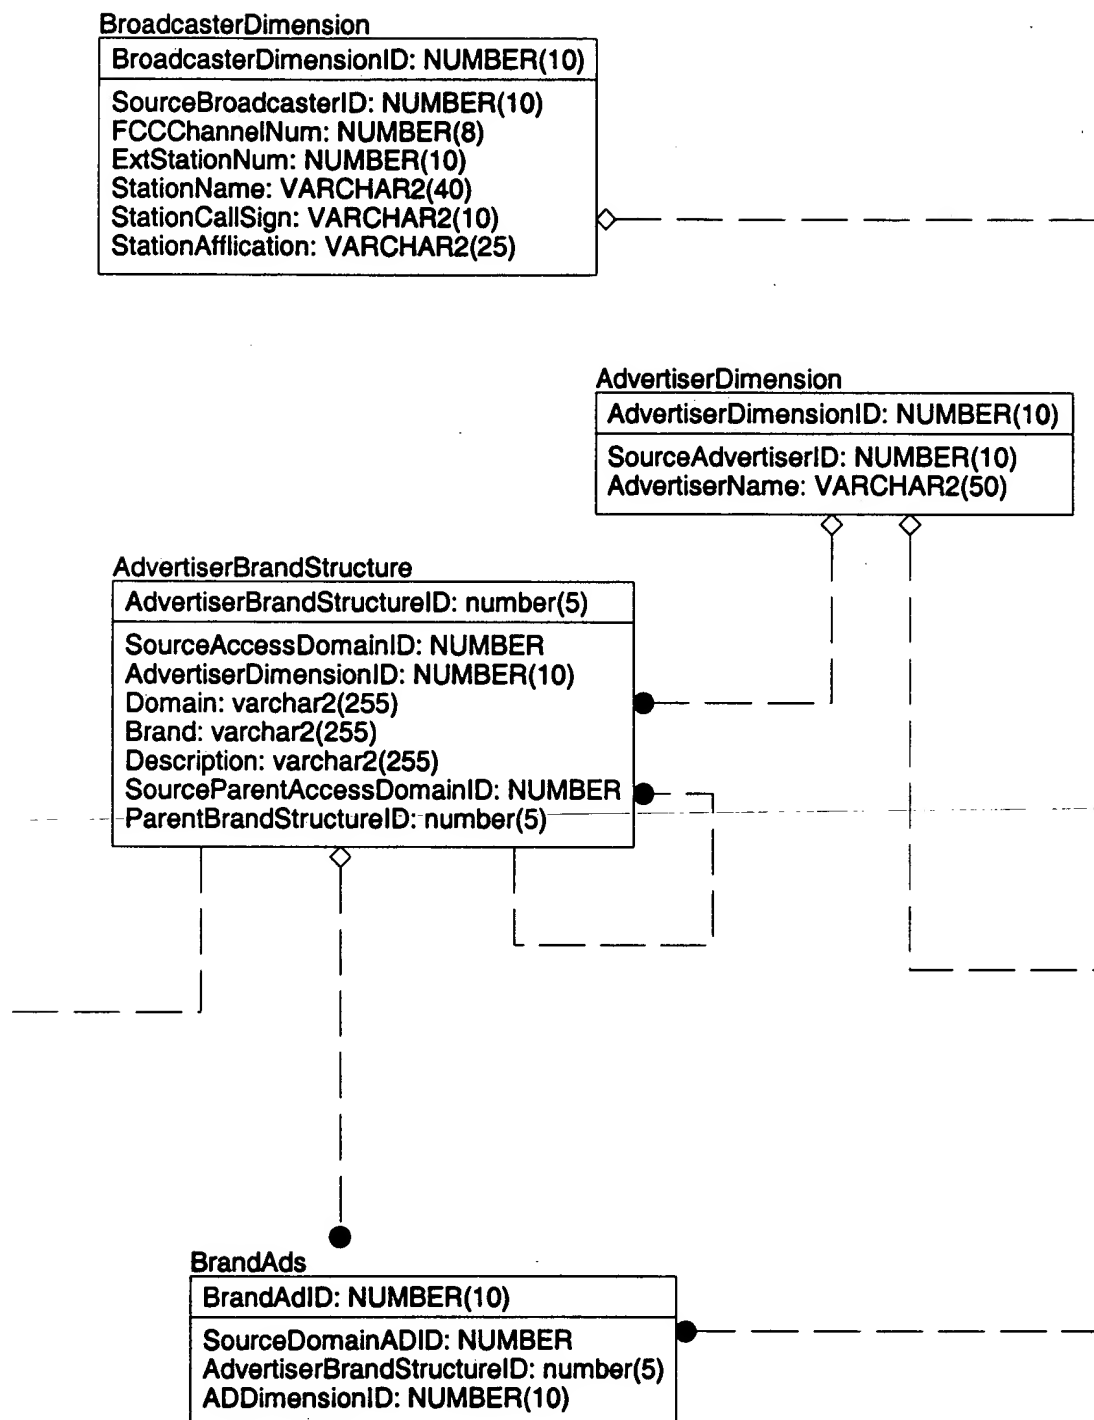 BroadcasterDimension
BroadcasterDimensionID: NUMBER(10)
SourceBroadcasterID: NUMBER(10)
FCCChannelNum: NUMBER(8)
ExtStationNum: NUMBER(10)
StationName: VARCHAR2(40)
StationCallSign: VARCHAR2(10)
StationAfflication: VARCHAR2(25)
AdvertiserDimension
AdvertiserDimensionID: NUMBER(10)
SourceAdvertiserID: NUMBER(10)
AdvertiserName: VARCHAR2(50)
AdvertiserBrandStructure
AdvertiserBrandStructureID: number(5)
SourceAccessDomainID: NUMBER
AdvertiserDimensionID: NUMBER(10)
Domain: varchar2(255)
Brand: varchar2(255)
Description: varchar2(255)
SourceParentAccessDomainID: NUMBER
ParentBrandStructureID: number(5)
BrandAds
BrandAdID: NUMBER(10)
SourceDomainADID: NUMBER
AdvertiserBrandStructureID: number(5)
ADDimensionID: NUMBER(10)